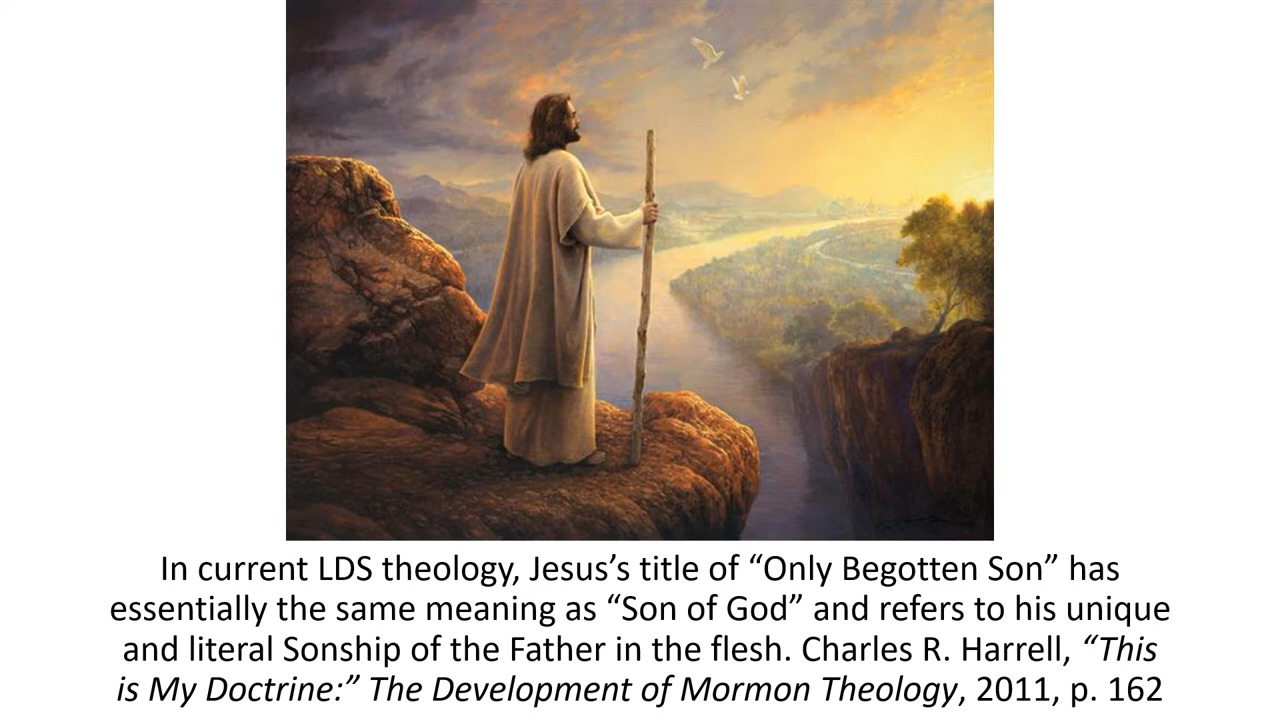 In current LDS theology, Jesus’s title of “Only Begotten Son” has
essentially the same meaning as “Son of God” and refers to his unique
and literal Sonship of the Father in the flesh. Charles R. Harrell, “This
is My Doctrine:” The Development of Mormon Theology, 2011, p. 162